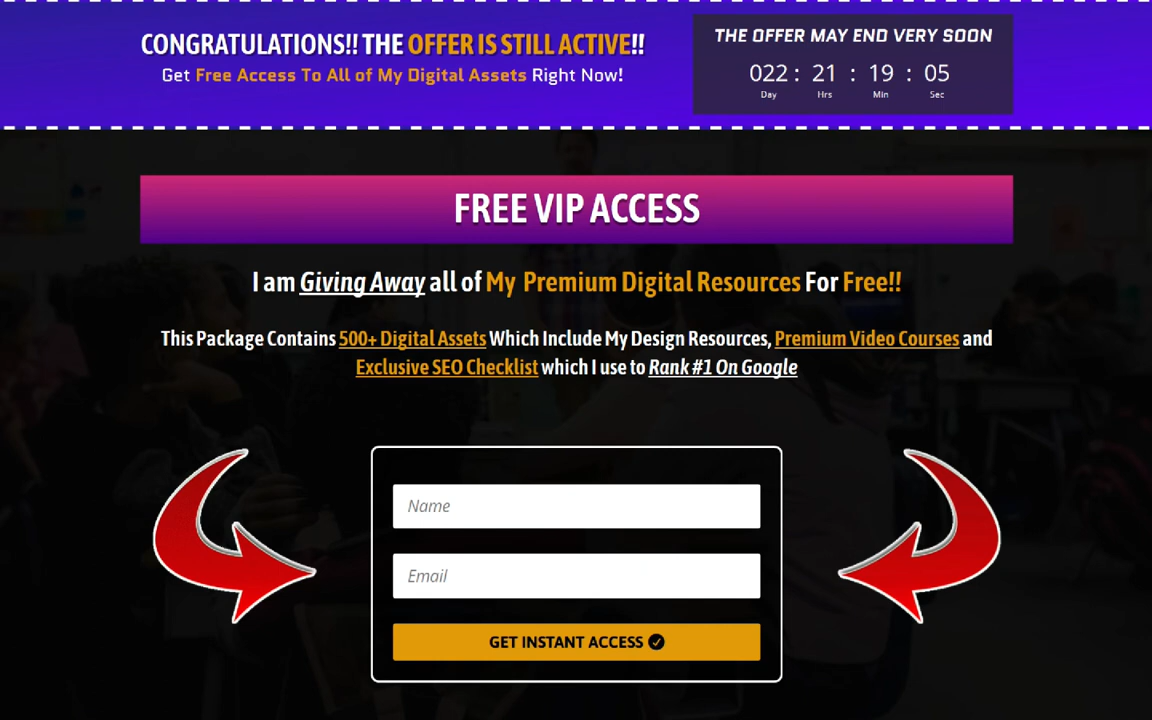 CONGRATULATIONS!! THE OFFER IS STILL ACTIVE!!
Get Free Access To All of My Digital Assets Right Now!
THE OFFER MAY END VERY SOON
022 : 21 : 19 : 05
Day Hrs Min Sec
FREE VIP ACCESS
I am Giving Away all of My Premium Digital Resources For Free!!
This Package Contains 500+ Digital Assets Which Include My Design Resources, Premium Video Courses and
Exclusive SEO Checklist which I use to Rank #1 On Google
Name
Email
GET INSTANT ACCESS